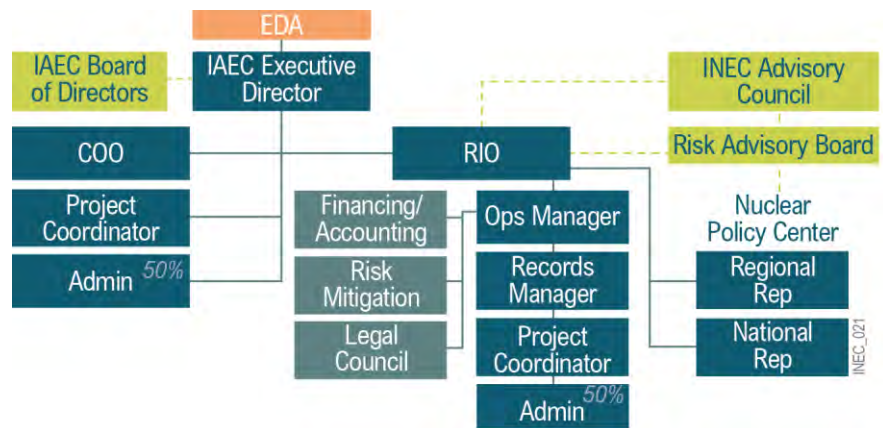 EDA
IAEC Board
of Directors
IAEC Executive
Director
INEC Advisory
Council
COO
RIO
Risk Advisory Board
Project
Coordinator
Financing/
Accounting
Ops Manager
Nuclear
Policy Center
Admin 50%
Risk
Mitigation
Records
Manager
Regional
Rep
Legal
Council
Project
Coordinator
National
Rep
Admin 50%
INEC_021